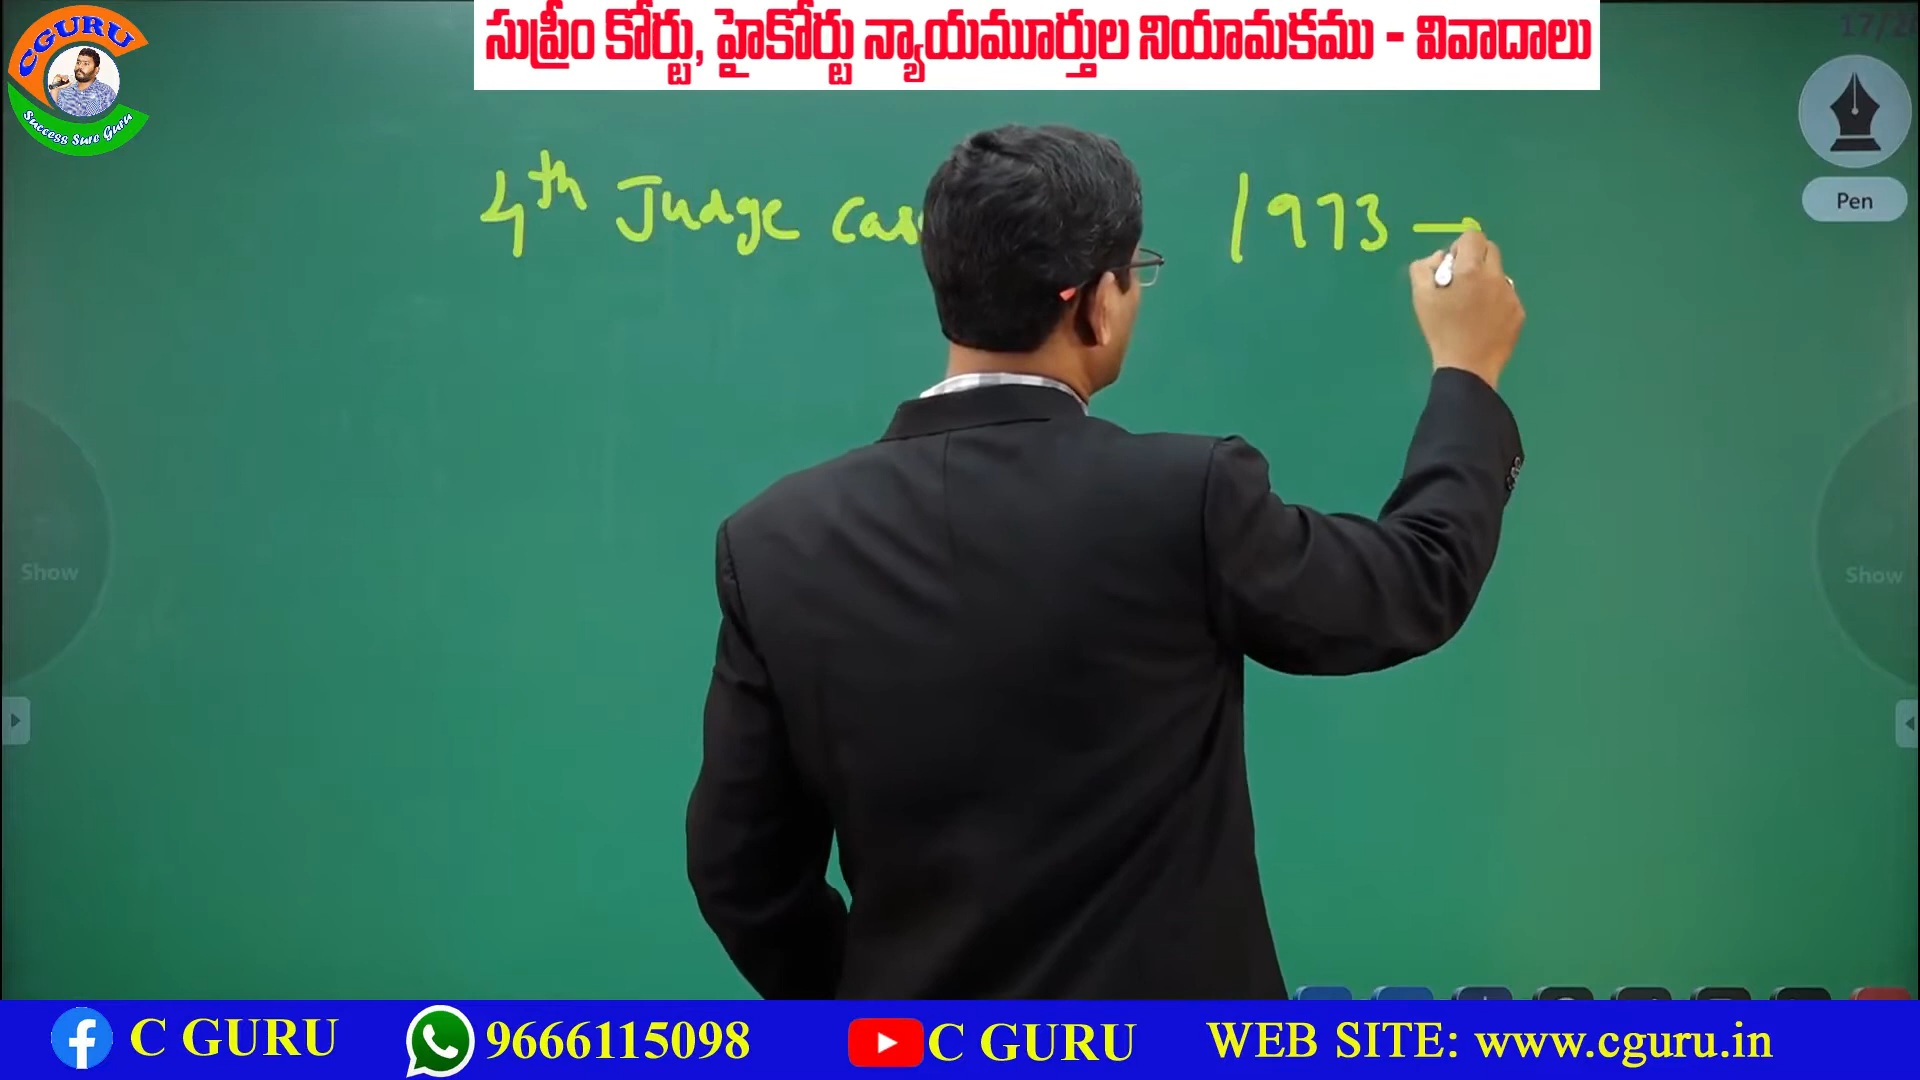 CGURU
Success Sure Guru
సుప్రీం కోర్టు, హైకోర్టు న్యాయమూర్తుల నియామకము - వివాదాలు
4th Judge cas
1973 →
Pen
Show
Show
C GURU
9666115098
C GURU
WEB SITE: www.cguru.in